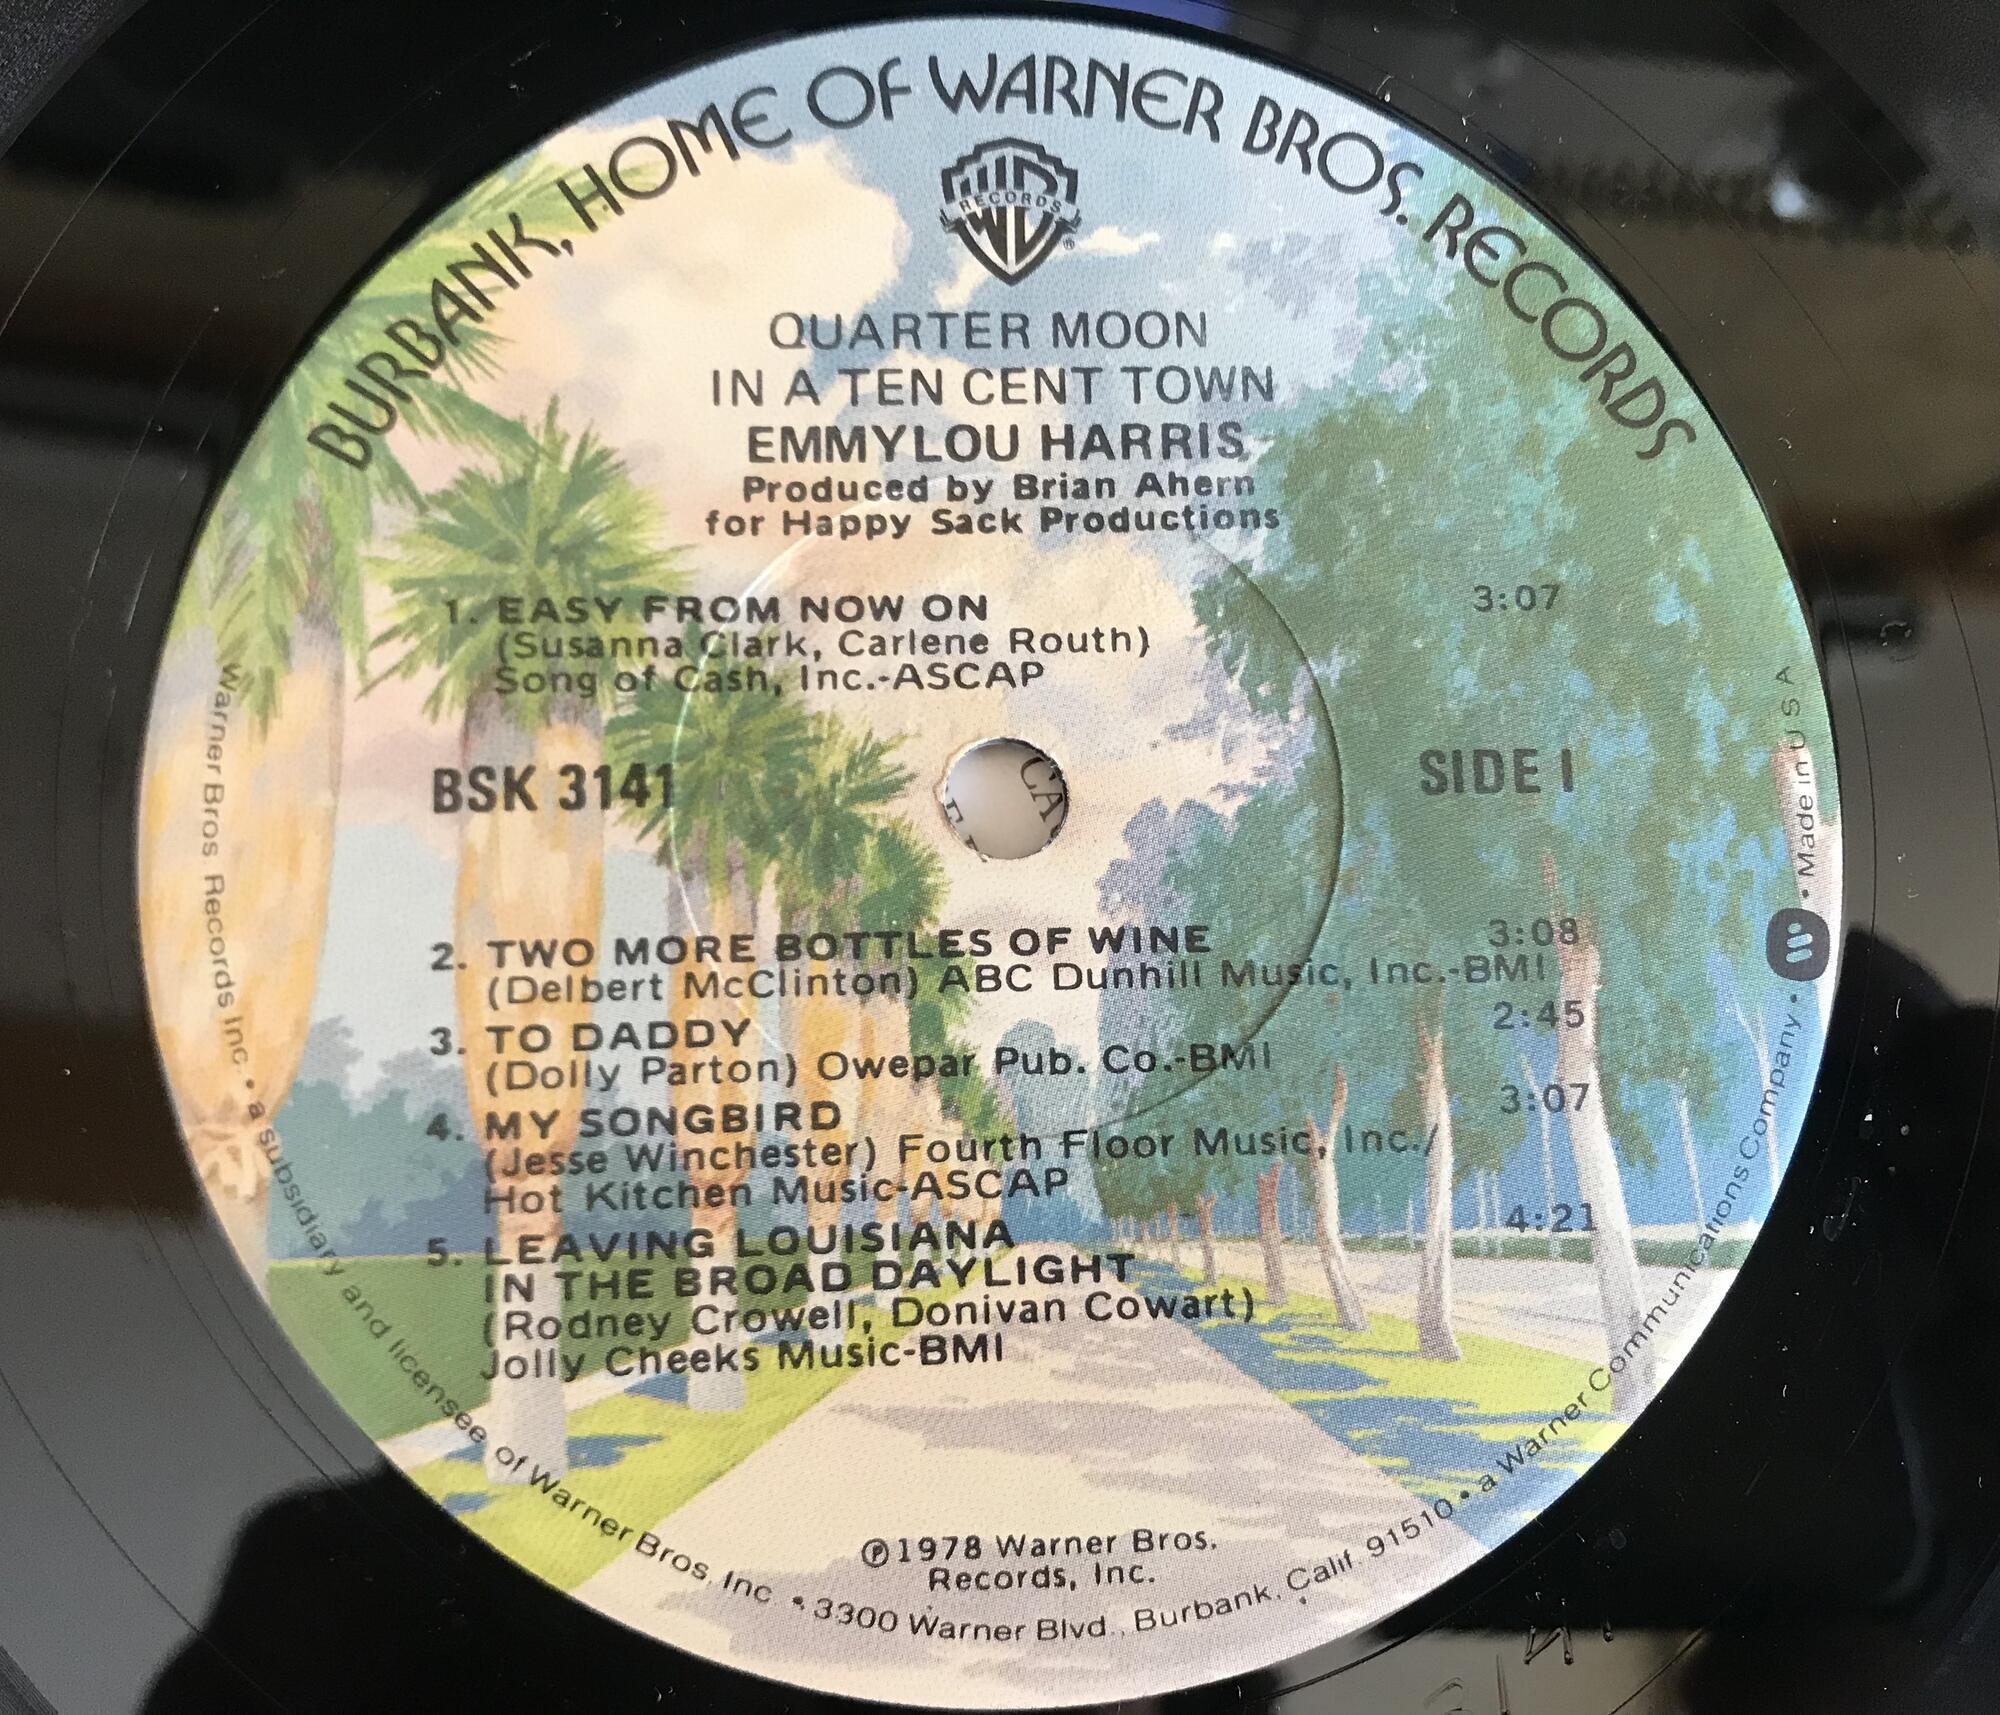 BURBANK, HOME OF WARNER BROS. RECORDS
RECORDS
®
QUARTER MOON
IN A TEN CENT TOWN
EMMYLOU HARRIS
Produced by Brian Ahern
for Happy Sack Productions
1. EASY FROM NOW ON 3:07
(Susanna Clark, Carlene Routh)
Song of Cash, Inc.-ASCAP
BSK 3141 SIDE I
CA
2. TWO MORE BOTTLES OF WINE 3:08
(Delbert McClinton) ABC Dunhill Music, Inc.-BMI
3. TO DADDY 2:45
(Dolly Parton) Owepar Pub. Co.-BMI
4. MY SONGBIRD 3:07
(Jesse Winchester) Fourth Floor Music, Inc./
Hot Kitchen Music-ASCAP
5. LEAVING LOUISIANA 4:21
IN THE BROAD DAYLIGHT
(Rodney Crowell, Donivan Cowart)
Jolly Cheeks Music-BMI
℗1978 Warner Bros.
Records, Inc.
Warner Bros. Records Inc. • a subsidiary and licensee of Warner Bros. Inc. • 3300 Warner Blvd., Burbank, Calif. 91510 • a Warner Communications Company • • Made in U S A